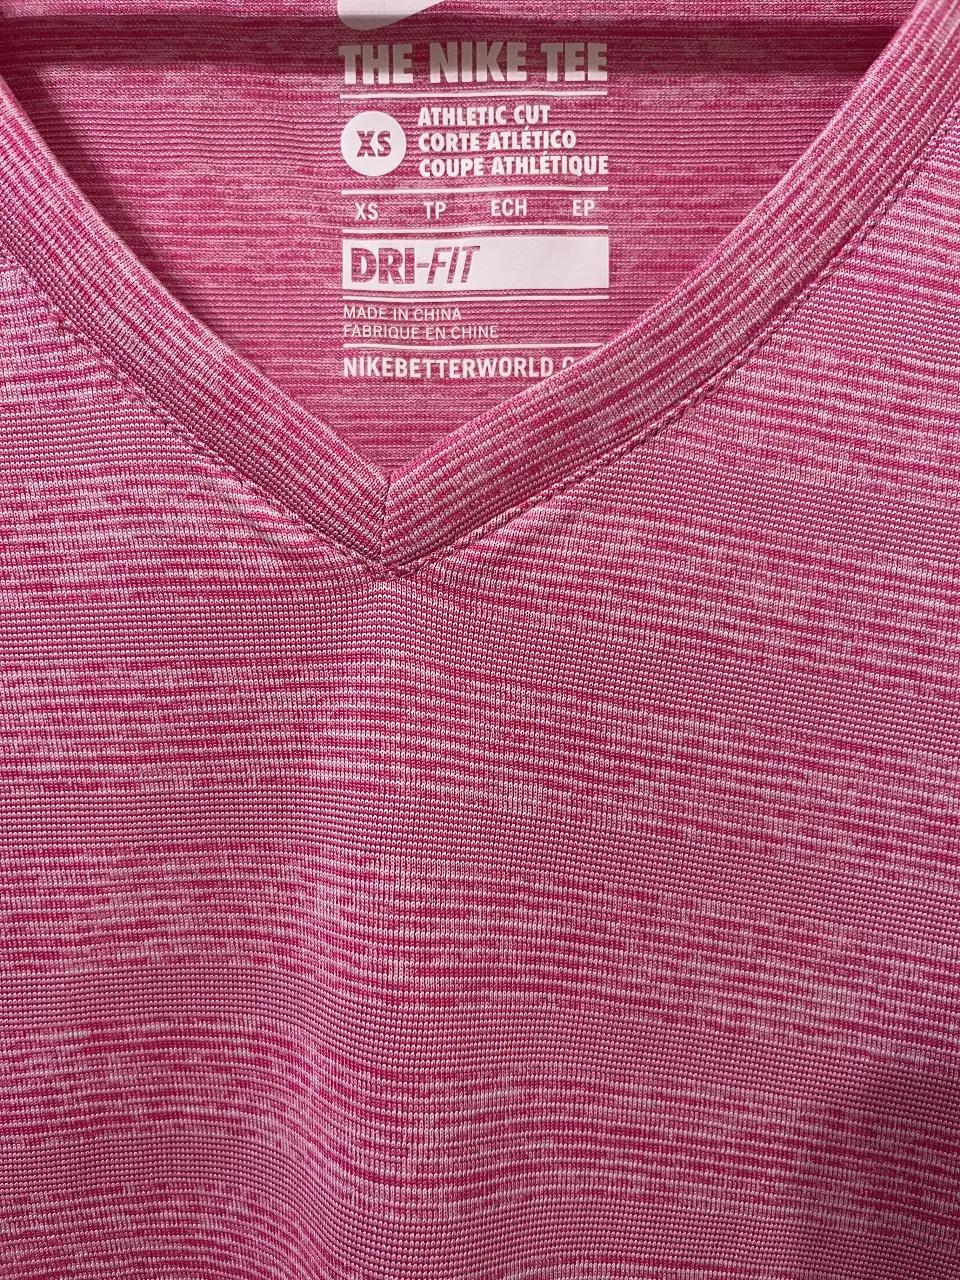 THE NIKE TEE
XS
ATHLETIC CUT
CORTE ATLÉTICO
COUPE ATHLÉTIQUE
XS TP ECH EP
DRI-FIT
MADE IN CHINA
FABRIQUE EN CHINE
NIKEBETTERWORLD